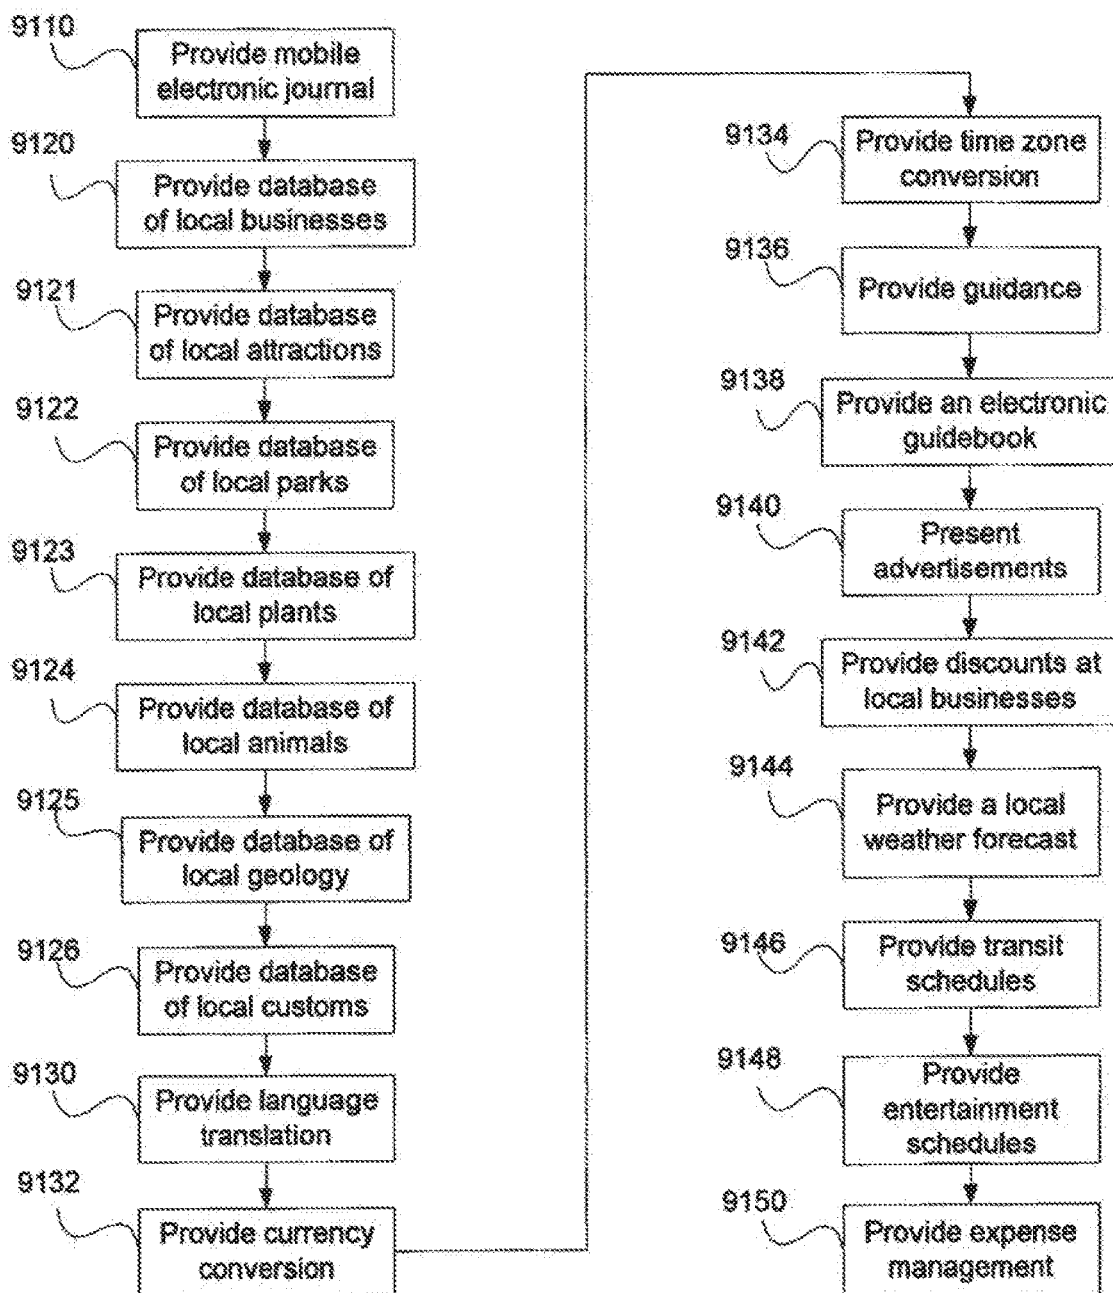 9110
Provide mobile
electronic journal
9120
Provide database
of local businesses
9121
Provide database
of local attractions
9122
Provide database
of local parks
9123
Provide database of
local plants
9124
Provide database of
local animals
9125
Provide database of
local geology
9126
Provide database
of local customs
9130
Provide language
translation
9132
Provide currency
conversion
9134
Provide time zone
conversion
9136
Provide guidance
9138
Provide an electronic
guidebook
9140
Present
advertisements
9142
Provide discounts at
local businesses
9144
Provide a local
weather forecast
9146
Provide transit
schedules
9148
Provide
entertainment
schedules
9150
Provide expense
management